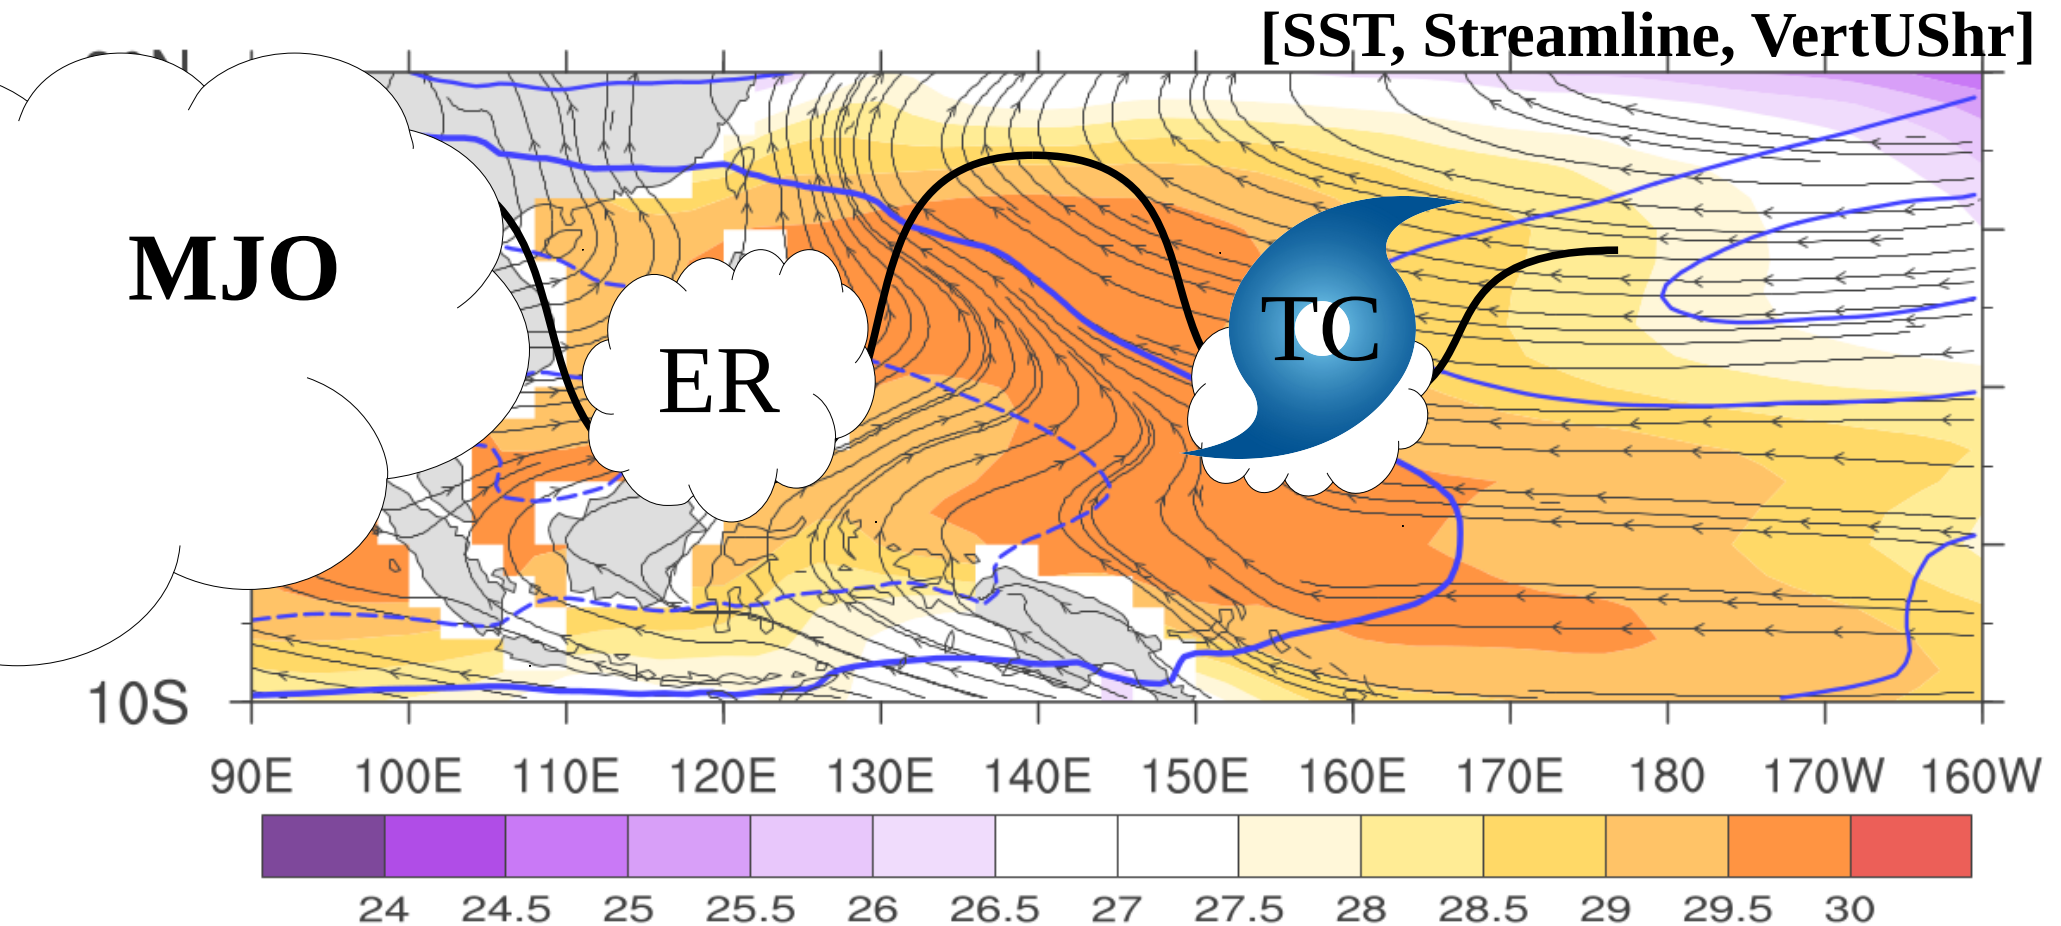 [SST, Streamline, VertUShr]
MJO
ER
TC
10S
90E 100E 110E 120E 130E 140E 150E 160E 170E 180 170W 160W
24 24.5 25 25.5 26 26.5 27 27.5 28 28.5 29 29.5 30